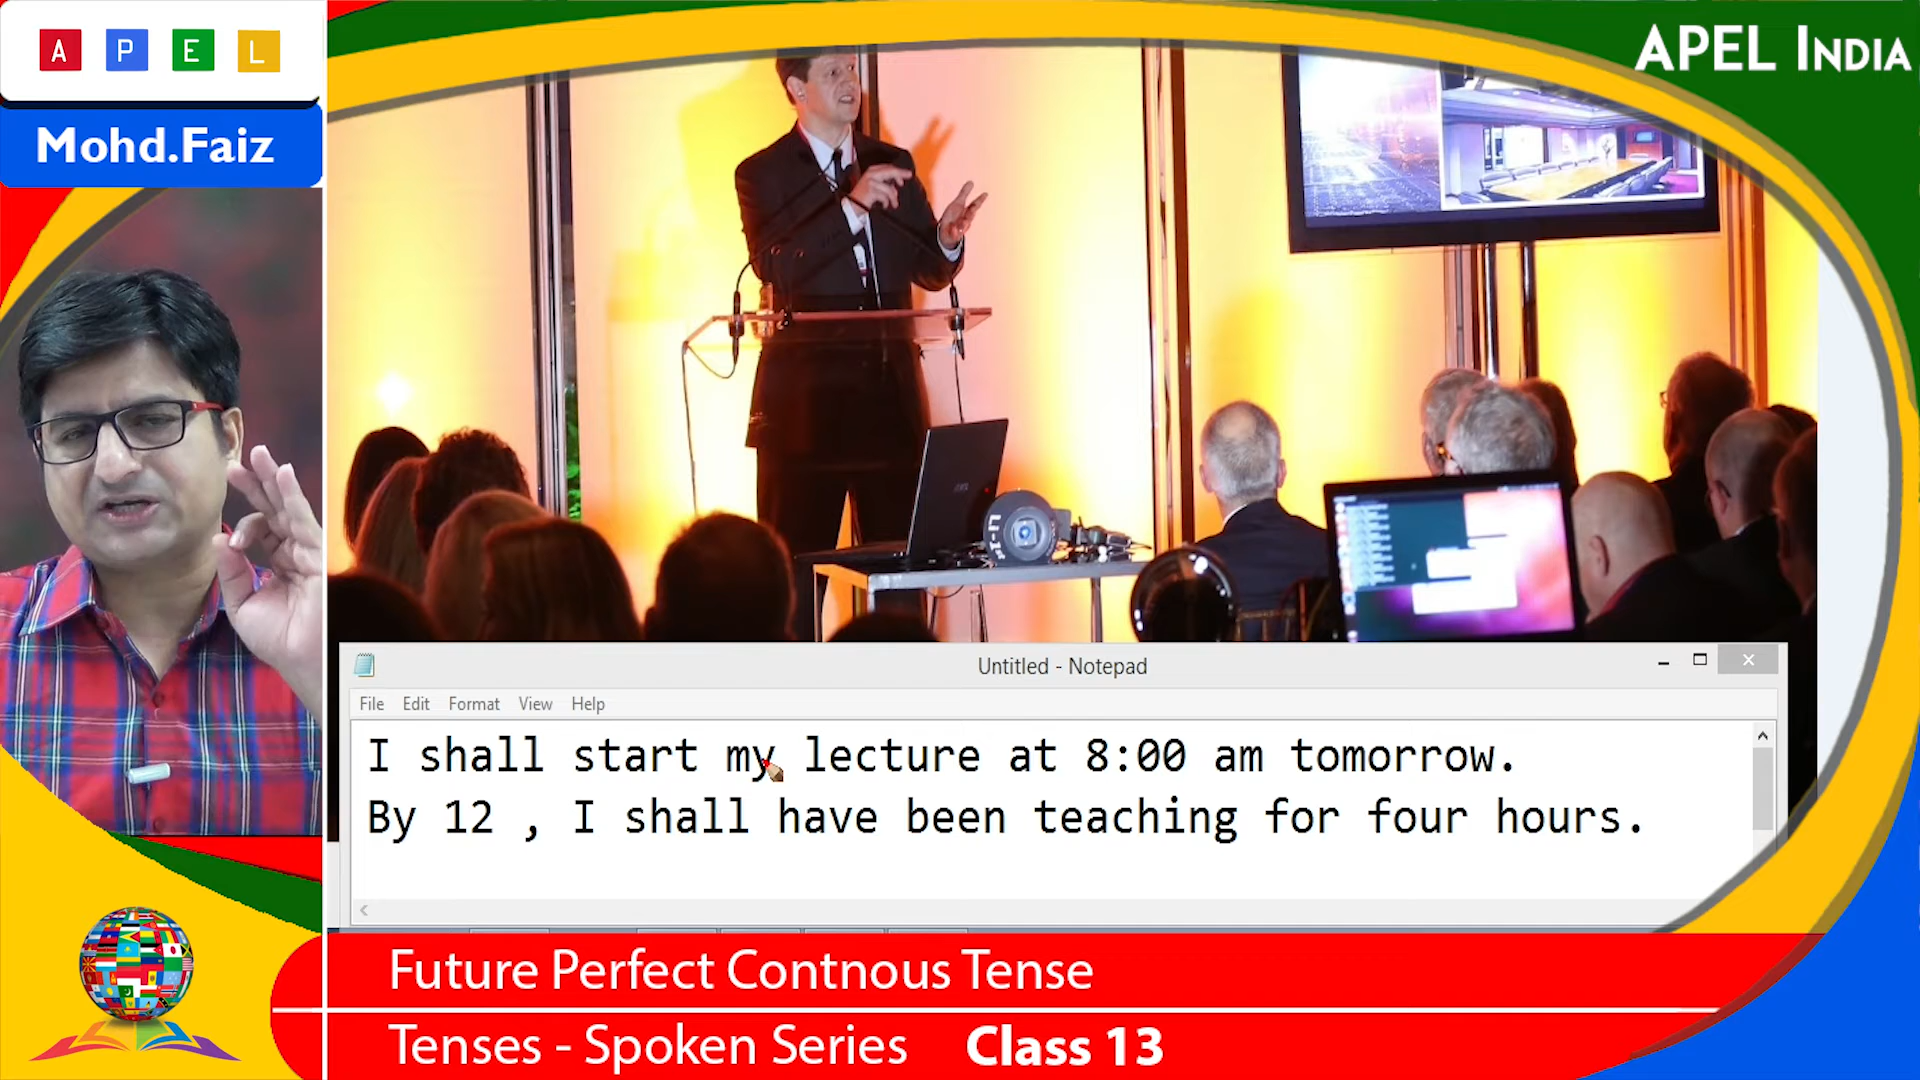 A P E L
Mohd.Faiz
APEL INDIA
Untitled - Notepad
File Edit Format View Help
I shall start my lecture at 8:00 am tomorrow.
By 12 , I shall have been teaching for four hours.
Future Perfect Contnous Tense
Tenses - Spoken Series Class 13